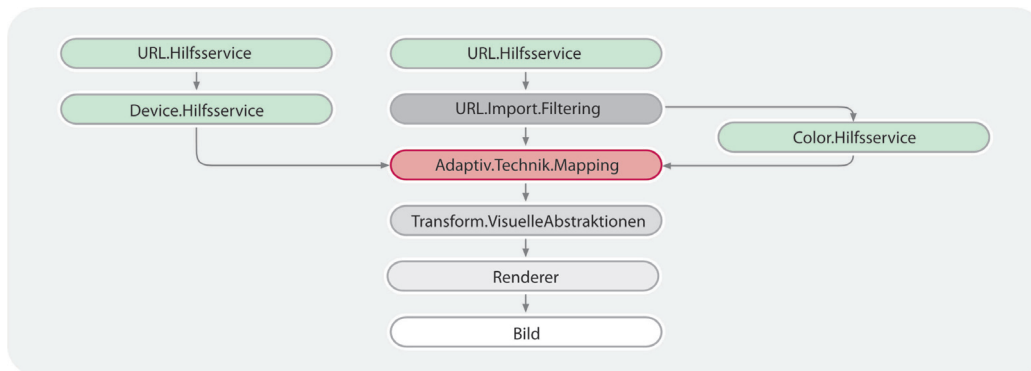 URL.Hilfsservice
Device.Hilfsservice
URL.Hilfsservice
URL.Import.Filtering
Color.Hilfsservice
Adaptiv.Technik.Mapping
Transform.VisuelleAbstraktionen
Renderer
Bild